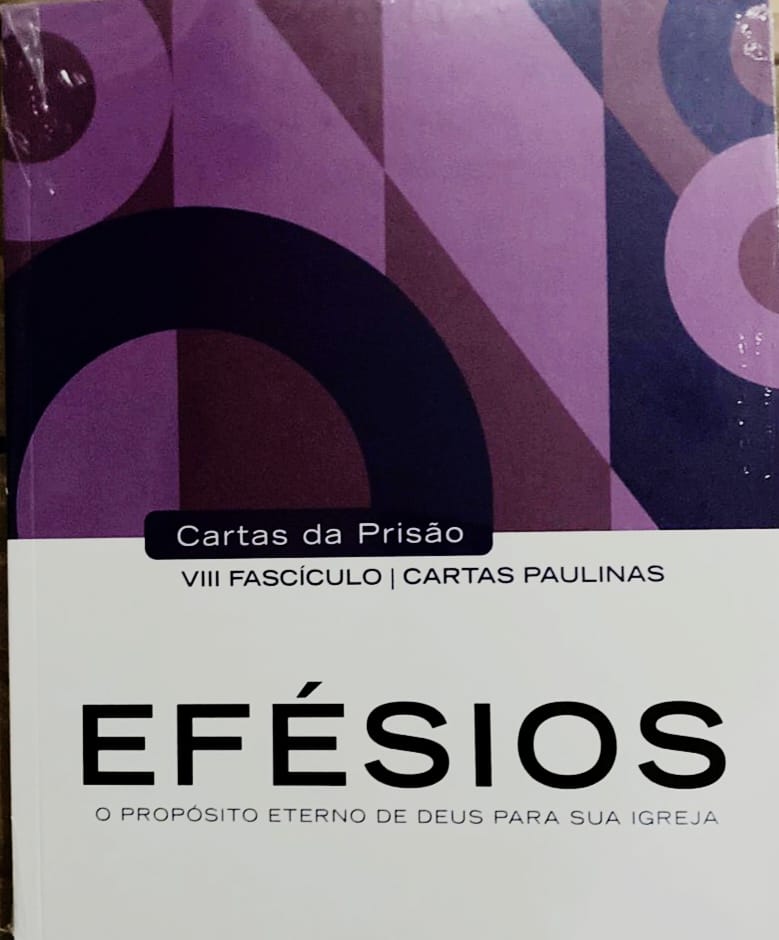 Cartas da Prisão
VIII FASCÍCULO | CARTAS PAULINAS
EFÉSIOS
O PROPÓSITO ETERNO DE DEUS PARA SUA IGREJA